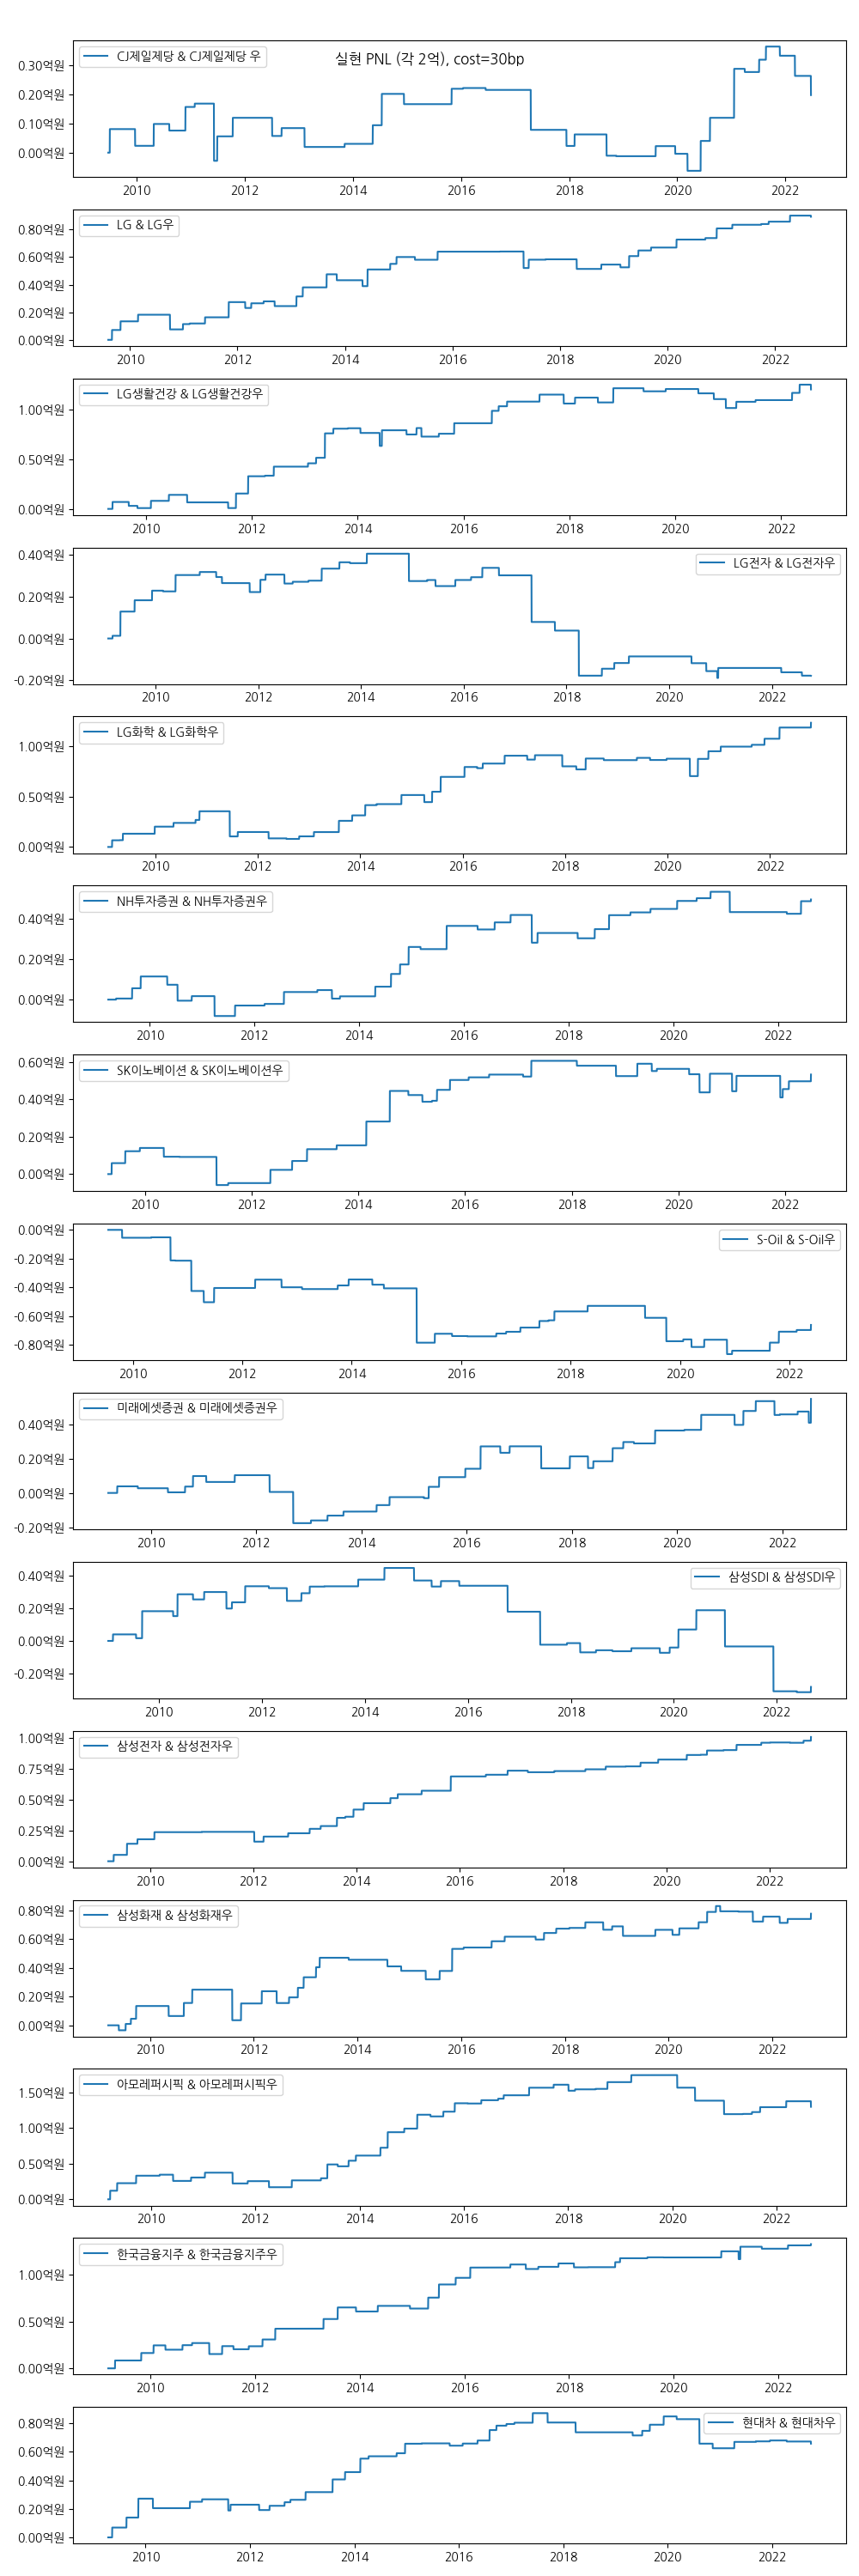 실현 PNL (각 2억), cost=30bp
CJ제일제당 & CJ제일제당 우
0.30억원
0.20억원
0.10억원
0.00억원
2010 2012 2014 2016 2018 2020 2022
LG & LG우
0.80억원
0.60억원
0.40억원
0.20억원
0.00억원
2010 2012 2014 2016 2018 2020 2022
LG생활건강 & LG생활건강우
1.00억원
0.50억원
0.00억원
2010 2012 2014 2016 2018 2020 2022
LG전자 & LG전자우
0.40억원
0.20억원
0.00억원
-0.20억원
2010 2012 2014 2016 2018 2020 2022
LG화학 & LG화학우
1.00억원
0.50억원
0.00억원
2010 2012 2014 2016 2018 2020 2022
NH투자증권 & NH투자증권우
0.40억원
0.20억원
0.00억원
2010 2012 2014 2016 2018 2020 2022
SK이노베이션 & SK이노베이션우
0.60억원
0.40억원
0.20억원
0.00억원
2010 2012 2014 2016 2018 2020 2022
S-Oil & S-Oil우
0.00억원
-0.20억원
-0.40억원
-0.60억원
-0.80억원
2010 2012 2014 2016 2018 2020 2022
미래에셋증권 & 미래에셋증권우
0.40억원
0.20억원
0.00억원
-0.20억원
2010 2012 2014 2016 2018 2020 2022
삼성SDI & 삼성SDI우
0.40억원
0.20억원
0.00억원
-0.20억원
2010 2012 2014 2016 2018 2020 2022
삼성전자 & 삼성전자우
1.00억원
0.75억원
0.50억원
0.25억원
0.00억원
2010 2012 2014 2016 2018 2020 2022
삼성화재 & 삼성화재우
0.80억원
0.60억원
0.40억원
0.20억원
0.00억원
2010 2012 2014 2016 2018 2020 2022
아모레퍼시픽 & 아모레퍼시픽우
1.50억원
1.00억원
0.50억원
0.00억원
2010 2012 2014 2016 2018 2020 2022
한국금융지주 & 한국금융지주우
1.00억원
0.50억원
0.00억원
2010 2012 2014 2016 2018 2020 2022
현대차 & 현대차우
0.80억원
0.60억원
0.40억원
0.20억원
0.00억원
2010 2012 2014 2016 2018 2020 2022